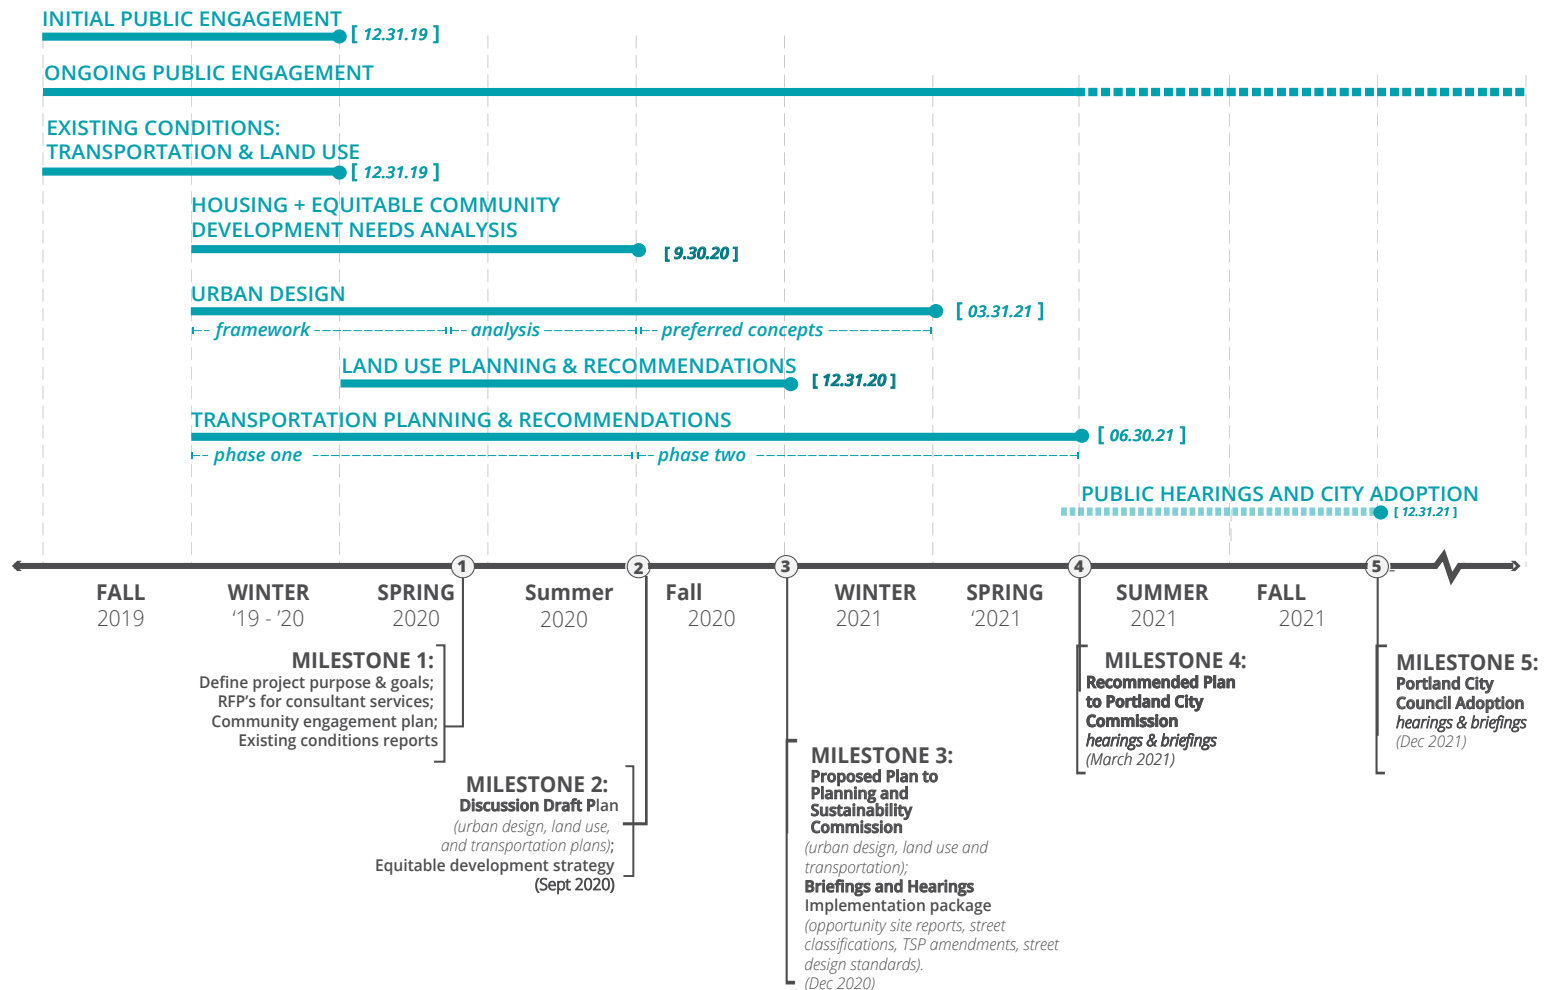 INITIAL PUBLIC ENGAGEMENT
[ 12.31.19 ]
ONGOING PUBLIC ENGAGEMENT
EXISTING CONDITIONS:
TRANSPORTATION & LAND USE
[ 12.31.19 ]
HOUSING + EQUITABLE COMMUNITY
DEVELOPMENT NEEDS ANALYSIS
[ 9.30.20 ]
URBAN DESIGN
[ 03.31.21 ]
framework analysis preferred concepts
LAND USE PLANNING & RECOMMENDATIONS
[ 12.31.20 ]
TRANSPORTATION PLANNING & RECOMMENDATIONS
[ 06.30.21 ]
phase one phase two
PUBLIC HEARINGS AND CITY ADOPTION
[ 12.31.21 ]
1 2 3 4 5
FALL WINTER SPRING Summer Fall WINTER SPRING SUMMER FALL
2019 ‘19 - ‘20 2020 2020 2020 2021 ‘2021 2021 2021
MILESTONE 1:
Define project purpose & goals;
RFP’s for consultant services;
Community engagement plan;
Existing conditions reports
MILESTONE 2:
Discussion Draft Plan
(urban design, land use,
and transportation plans);
Equitable development strategy
(Sept 2020)
MILESTONE 3:
Proposed Plan to
Planning and
Sustainability
Commission
(urban design, land use and
transportation);
Briefings and Hearings
Implementation package
(opportunity site reports, street
classifications, TSP amendments, street
design standards).
(Dec 2020)
MILESTONE 4:
Recommended Plan
to Portland City
Commission
hearings & briefings
(March 2021)
MILESTONE 5:
Portland City
Council Adoption
hearings & briefings
(Dec 2021)